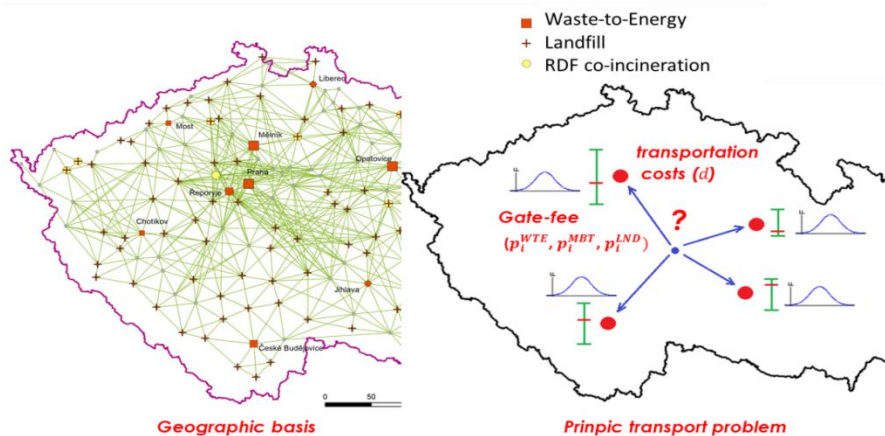 Waste-to-Energy
Landfill
RDF co-incineration
Liberec
Most
Mělník
Opatovice
Praha
Řeporyje
Chotíkov
Jihlava
České Budějovice
0 50
Geographic basis
transportation
costs (d)
?
Gate-fee
(p_i^WTE, p_i^MBT, p_i^LND)
Prinpic transport problem